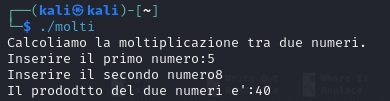 ┌──(kali㉿kali)-[~]
└─$ ./molti
Calcoliamo la moltiplicazione tra due numeri.
Inserire il primo numero:5
Inserire il secondo numero8
Il prododtto del due numeri e':40